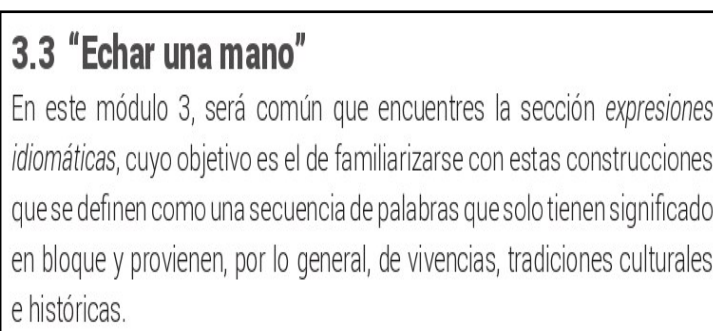 3.3 “Echar una mano”
En este módulo 3, será común que encuentres la sección expresiones
idiomáticas, cuyo objetivo es el de familiarizarse con estas construcciones
que se definen como una secuencia de palabras que solo tienen significado
en bloque y provienen, por lo general, de vivencias, tradiciones culturales
e históricas.